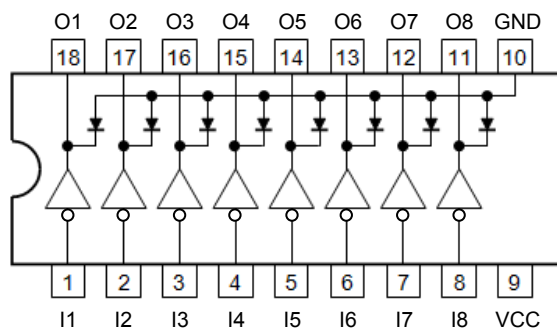 O1 O2 O3 O4 O5 O6 O7 O8 GND
18 17 16 15 14 13 12 11 10
1 2 3 4 5 6 7 8 9
I1 I2 I3 I4 I5 I6 I7 I8 VCC